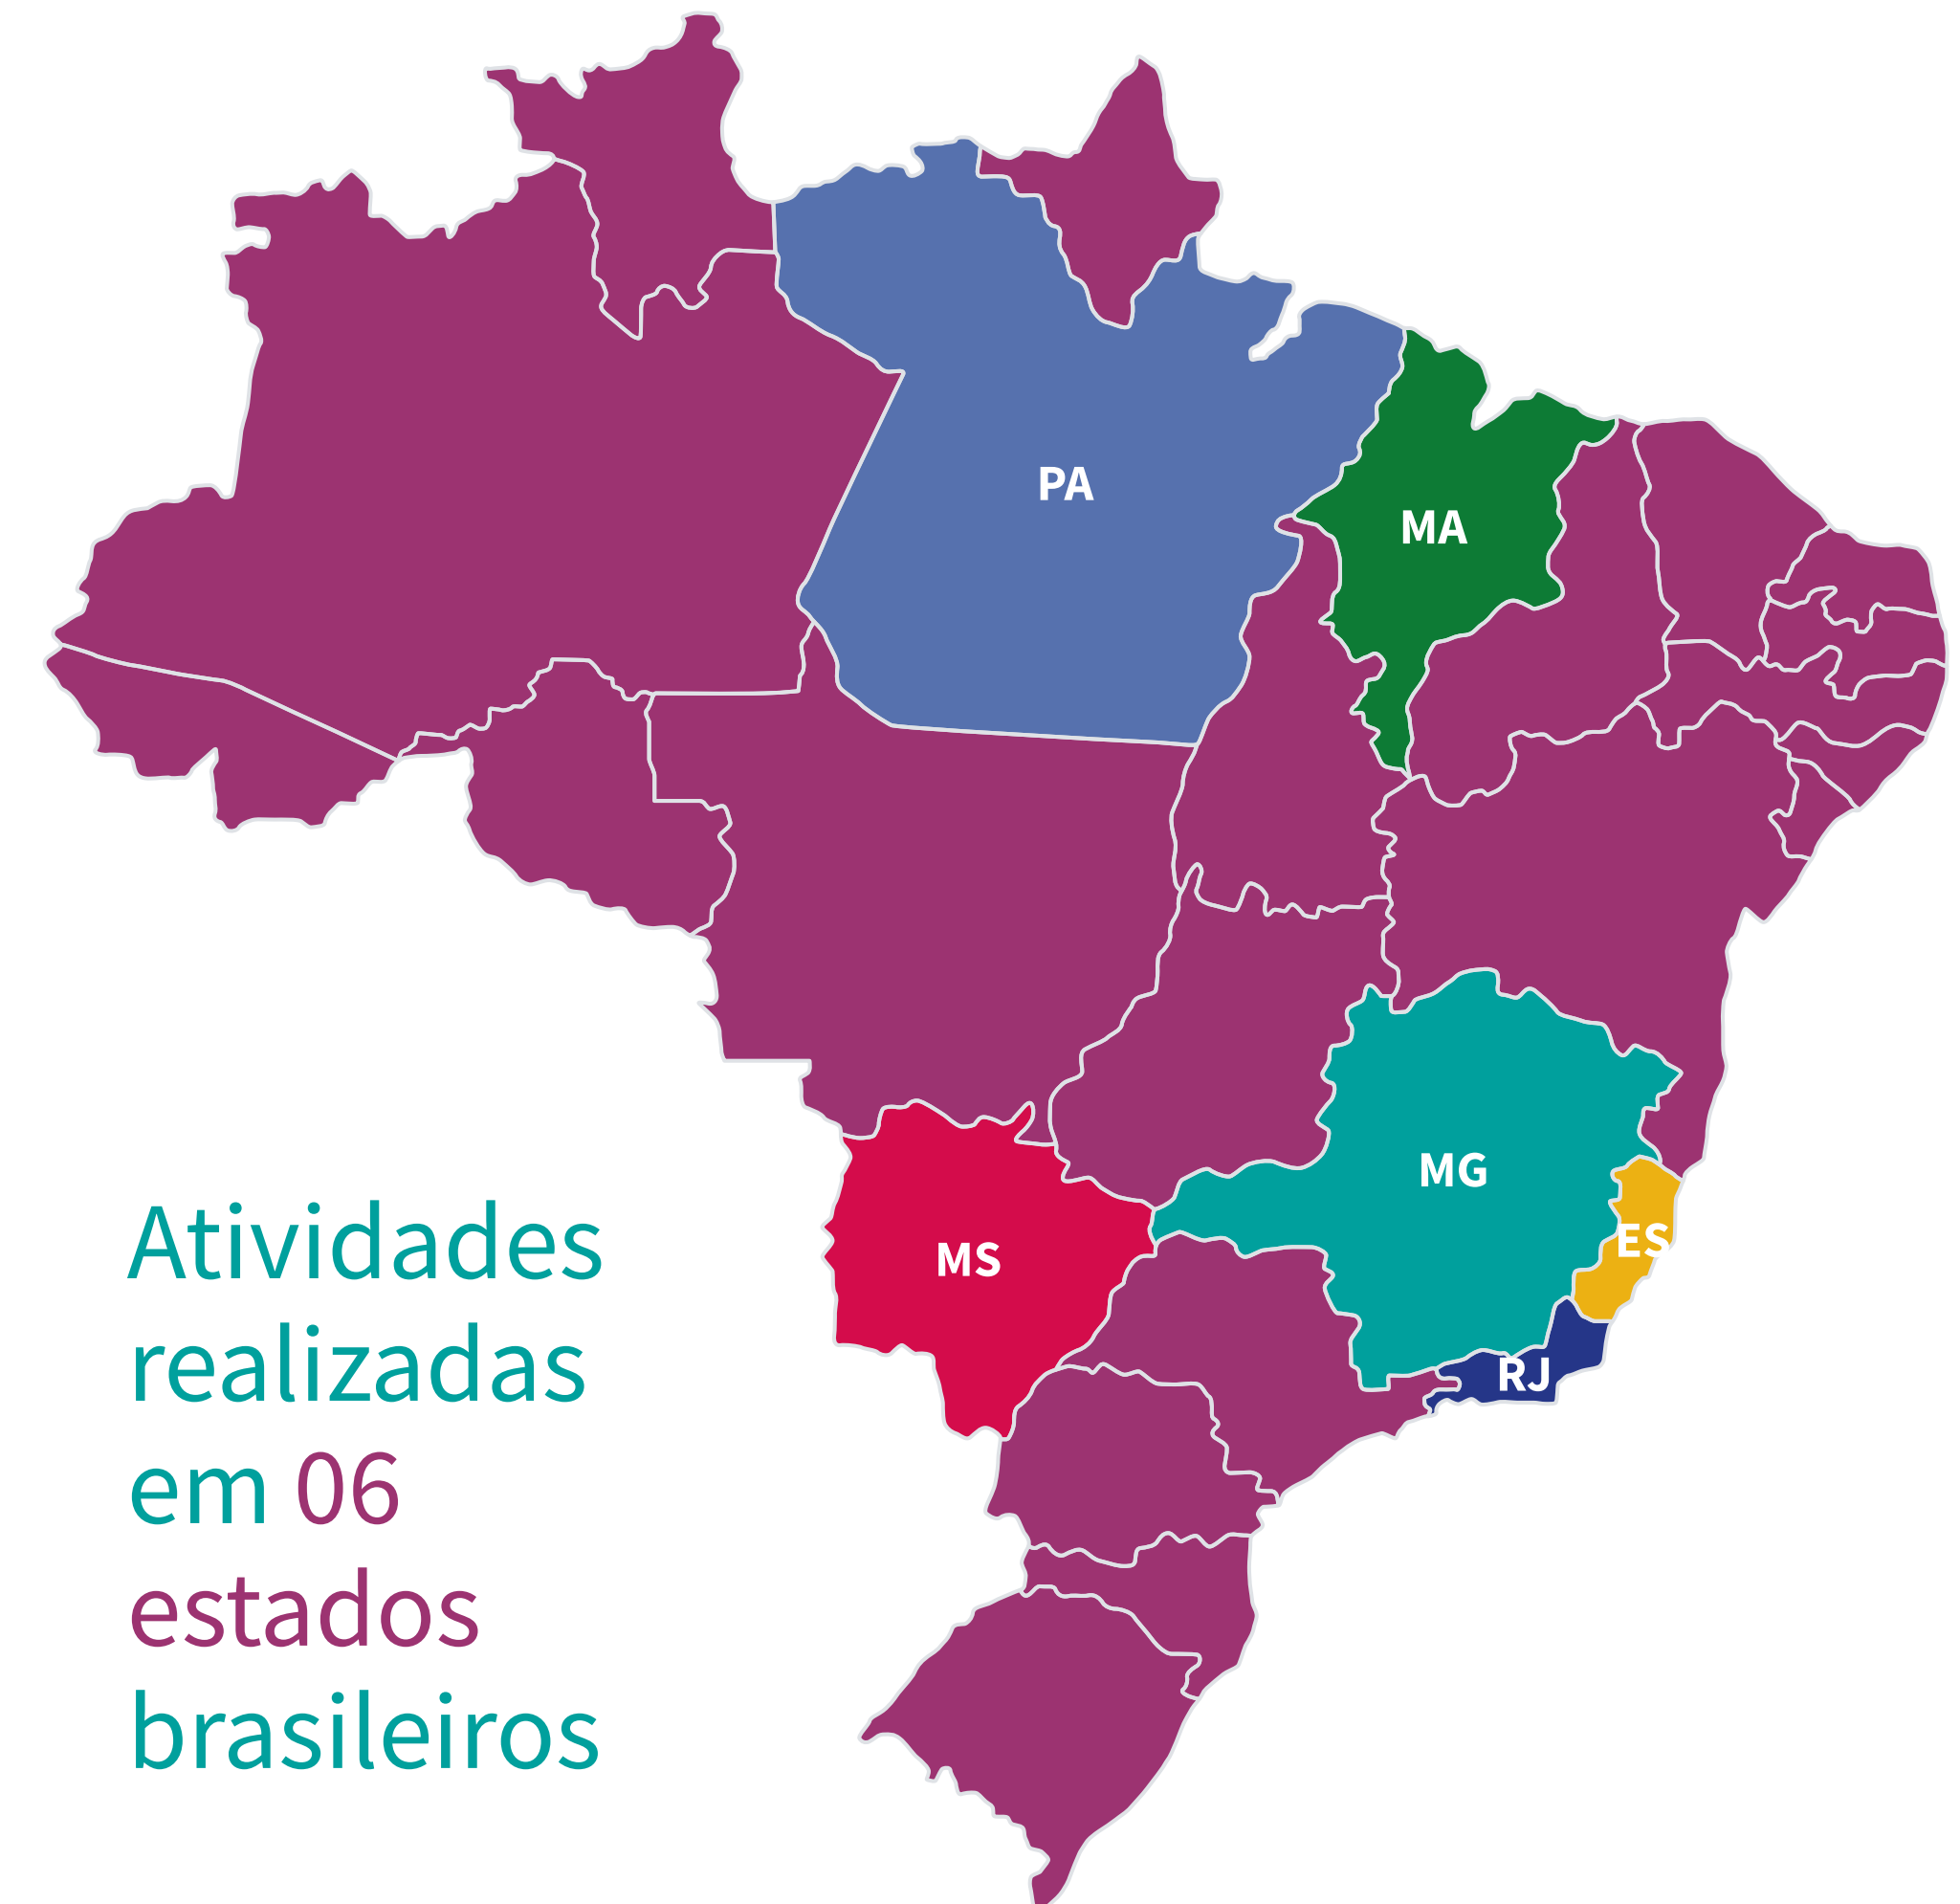 PA
MA
MG
ES
MS
RJ
Atividades
realizadas
em 06
estados
brasileiros